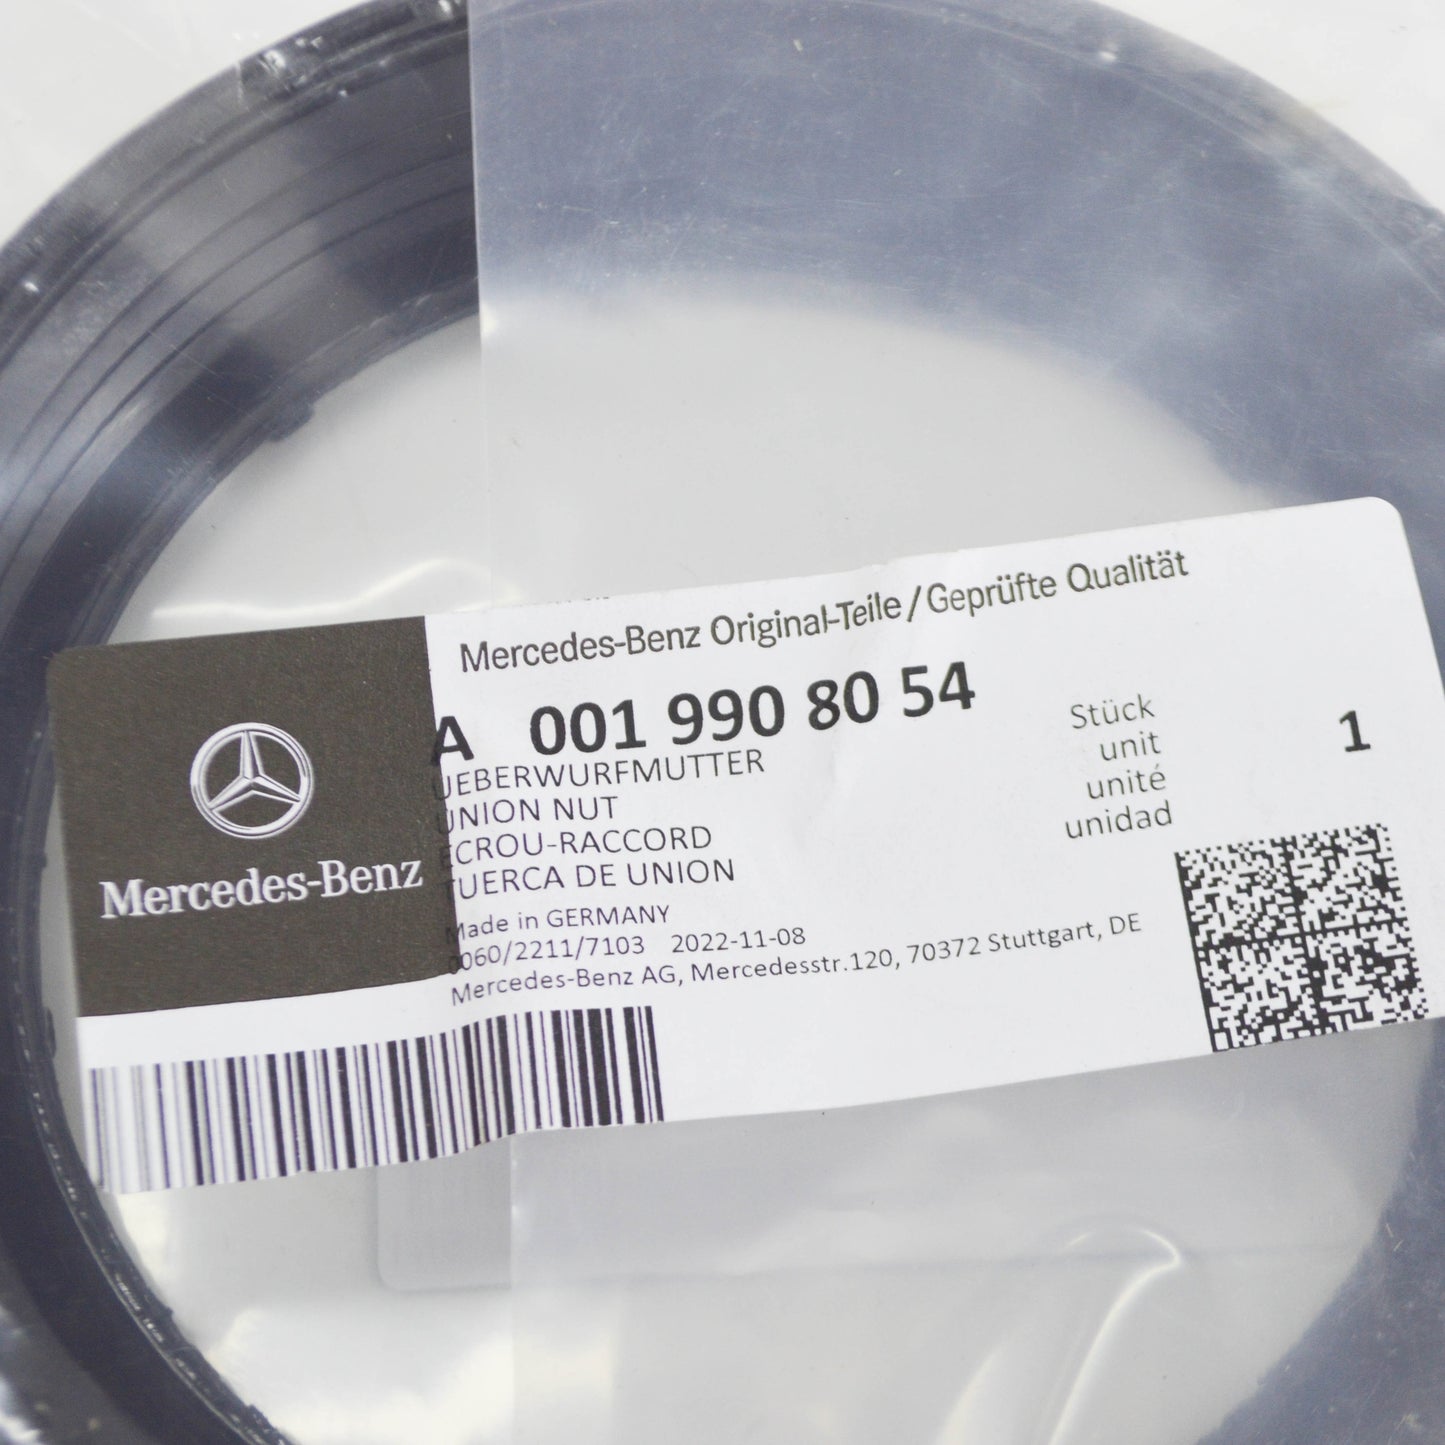 Mercedes-Benz Original-Teile / Geprüfte Qualität
A 001 990 80 54
UEBERWURFMUTTER
UNION NUT
ECROU-RACCORD
TUERCA DE UNION
Made in GERMANY
0060/2211/7103 2022-11-08
Mercedes-Benz AG, Mercedesstr.120, 70372 Stuttgart, DE
Stück
unit
unité
unidad
1
Mercedes-Benz